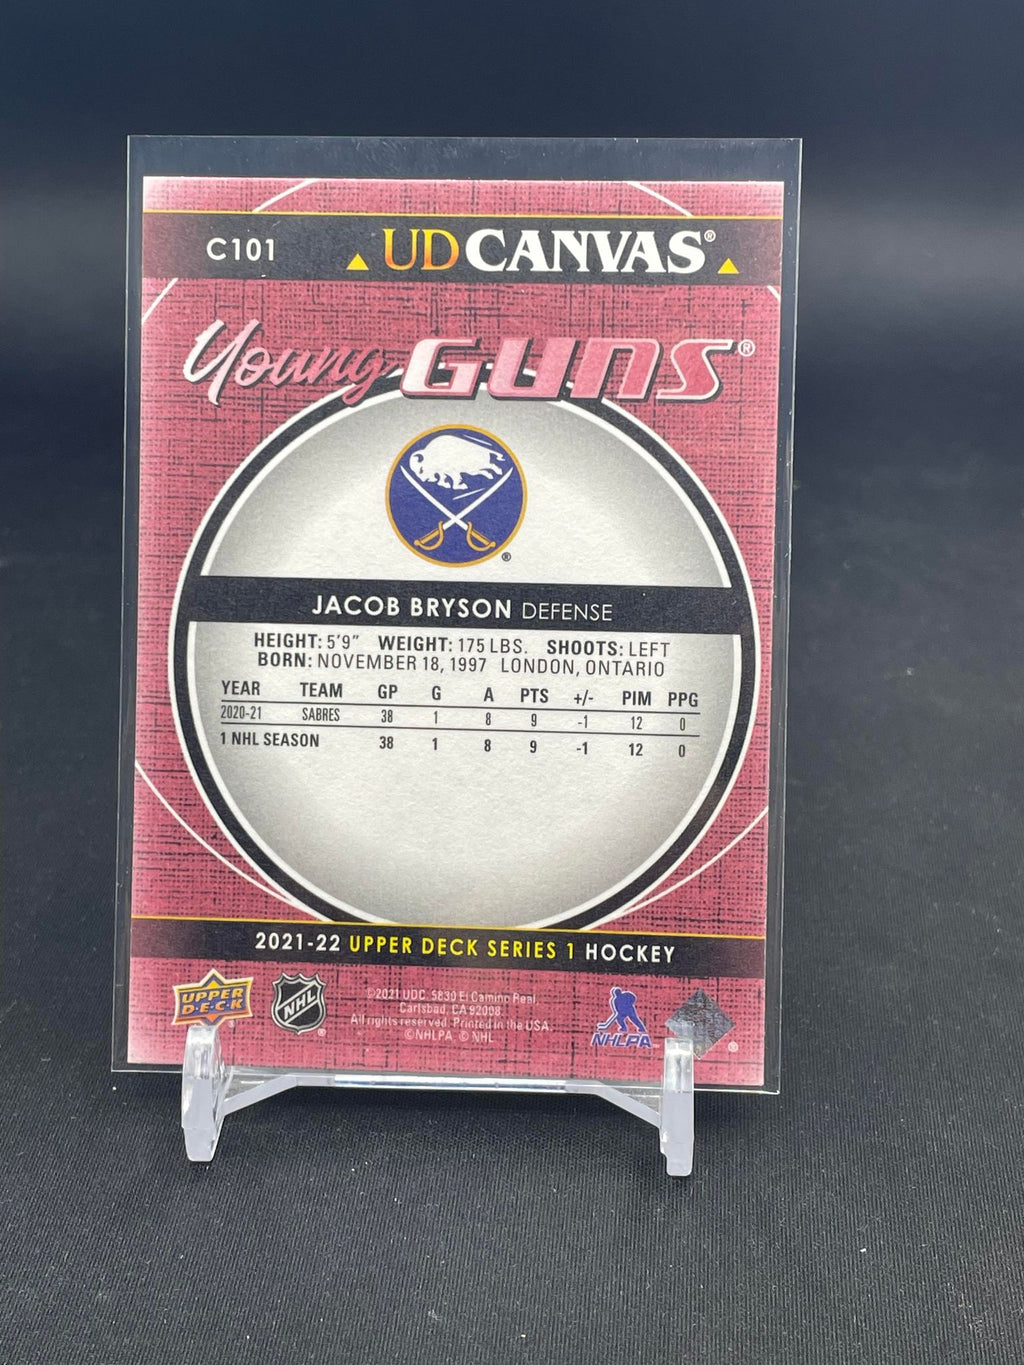 C101 UD CANVAS®
Young GUNS®
®
JACOB BRYSON DEFENSE
HEIGHT: 5'9" WEIGHT: 175 LBS. SHOOTS: LEFT
BORN: NOVEMBER 18, 1997 LONDON, ONTARIO
YEAR TEAM GP G A PTS +/- PIM PPG
2020-21 SABRES 38 1 8 9 -1 12 0
1 NHL SEASON 38 1 8 9 -1 12 0
2021-22 UPPER DECK SERIES 1 HOCKEY
UPPER
D·E·C·K
®
NHL
®
©2021 UDC. 5830 El Camino Real,
Carlsbad, CA 92008.
All rights reserved. Printed in the USA.
©NHLPA. © NHL
NHLPA
®